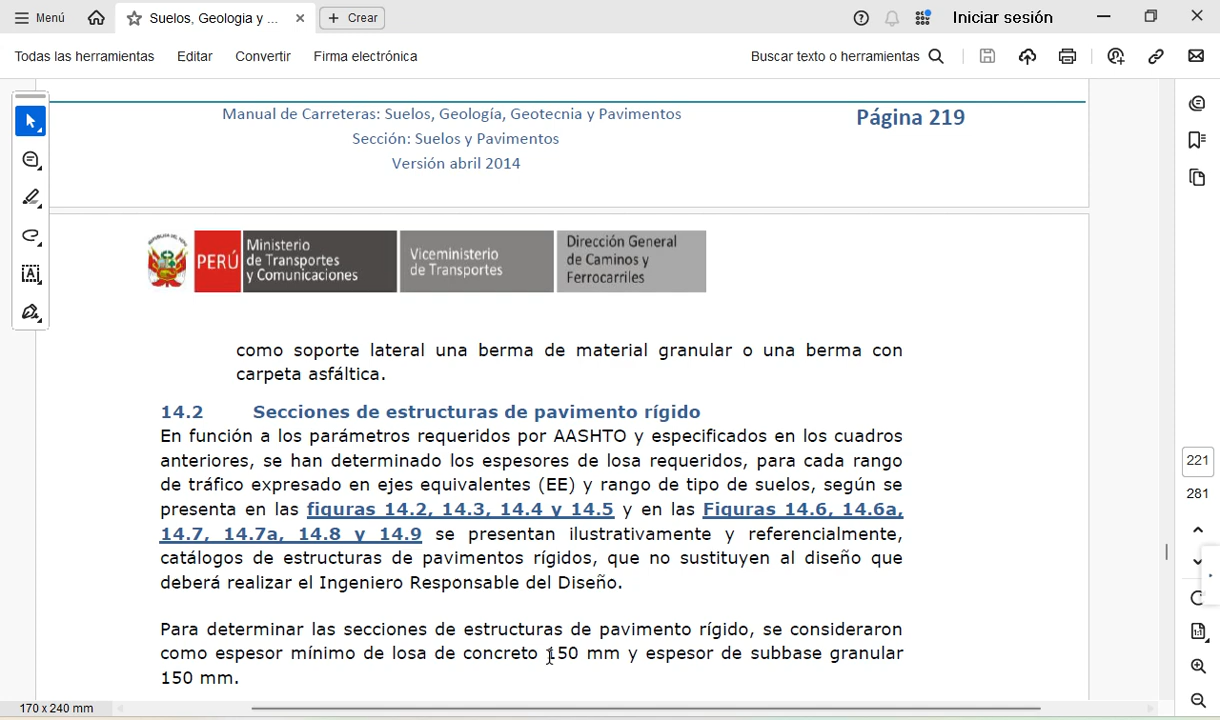 Menú
Suelos, Geologia y ...
Crear
Iniciar sesión
Todas las herramientas
Editar
Convertir
Firma electrónica
Buscar texto o herramientas
Manual de Carreteras: Suelos, Geología, Geotecnia y Pavimentos
Página 219
Sección: Suelos y Pavimentos
Versión abril 2014
REPUBLICA DEL PERU
PERÚ
Ministerio
de Transportes
y Comunicaciones
Viceministerio
de Transportes
Dirección General
de Caminos y
Ferrocarriles
como soporte lateral una berma de material granular o una berma con
carpeta asfáltica.
14.2 Secciones de estructuras de pavimento rígido
En función a los parámetros requeridos por AASHTO y especificados en los cuadros
anteriores, se han determinado los espesores de losa requeridos, para cada rango
de tráfico expresado en ejes equivalentes (EE) y rango de tipo de suelos, según se
presenta en las figuras 14.2, 14.3, 14.4 y 14.5 y en las Figuras 14.6, 14.6a,
14.7, 14.7a, 14.8 y 14.9 se presentan ilustrativamente y referencialmente,
catálogos de estructuras de pavimentos rígidos, que no sustituyen al diseño que
deberá realizar el Ingeniero Responsable del Diseño.
Para determinar las secciones de estructuras de pavimento rígido, se consideraron
como espesor mínimo de losa de concreto 150 mm y espesor de subbase granular
150 mm.
221
281
1:1
170 x 240 mm